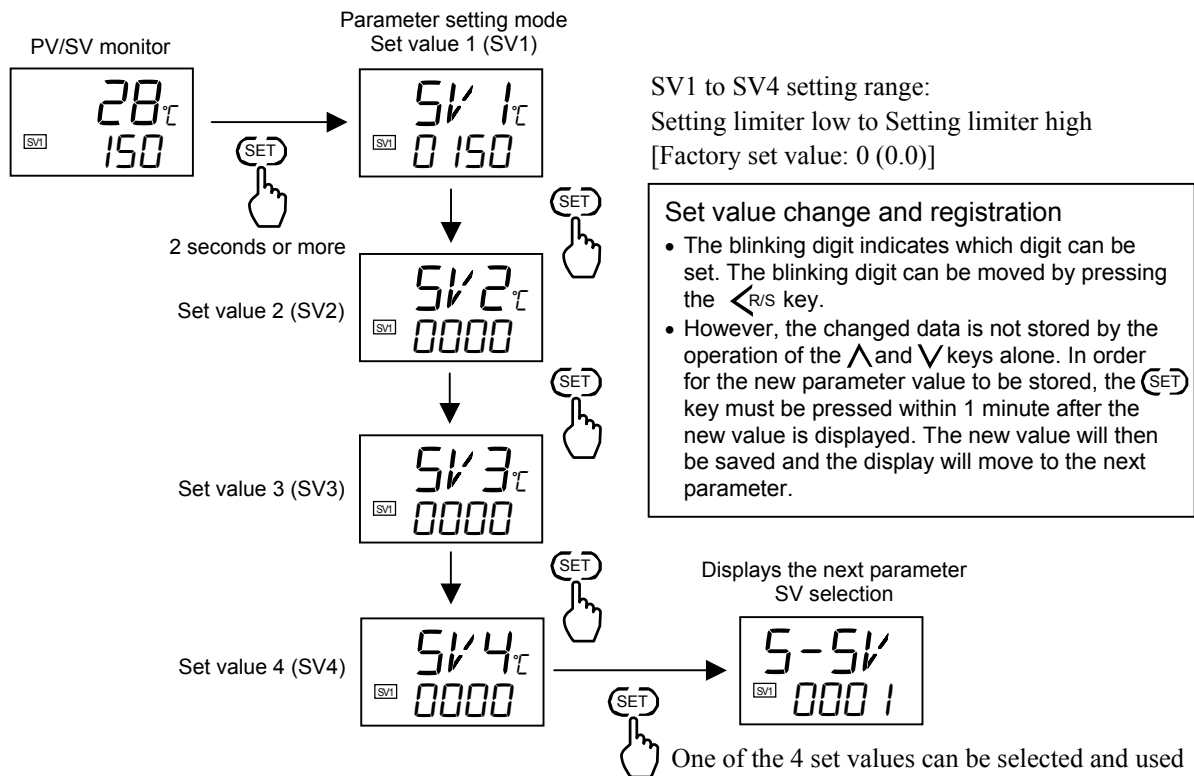 Parameter setting mode
PV/SV monitor
Set value 1 (SV1)
28 °C
SV1 150
SET
2 seconds or more
SV 1 °C
SV1 0150
SV1 to SV4 setting range:
Setting limiter low to Setting limiter high
[Factory set value: 0 (0.0)]
SET
Set value 2 (SV2)
SV2 °C
SV1 0000
SET
Set value 3 (SV3)
SV3 °C
SV1 0000
SET
Set value 4 (SV4)
SV4 °C
SV1 0000
SET
Set value change and registration
• The blinking digit indicates which digit can be
set. The blinking digit can be moved by pressing
the <R/S key.
• However, the changed data is not stored by the
operation of the ∧ and ∨ keys alone. In order
for the new parameter value to be stored, the SET
key must be pressed within 1 minute after the
new value is displayed. The new value will then
be saved and the display will move to the next
parameter.
Displays the next parameter
SV selection
S-SV
SV1 0001
One of the 4 set values can be selected and used